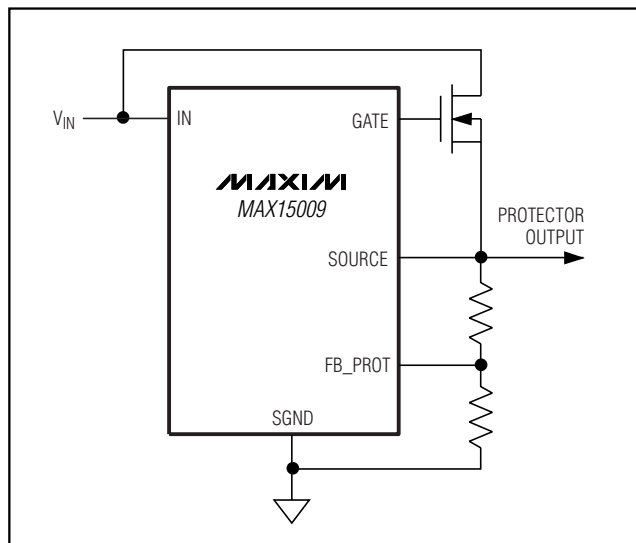 V_IN
IN
GATE
MAXIM
MAX15009
PROTECTOR
OUTPUT
SOURCE
FB_PROT
SGND